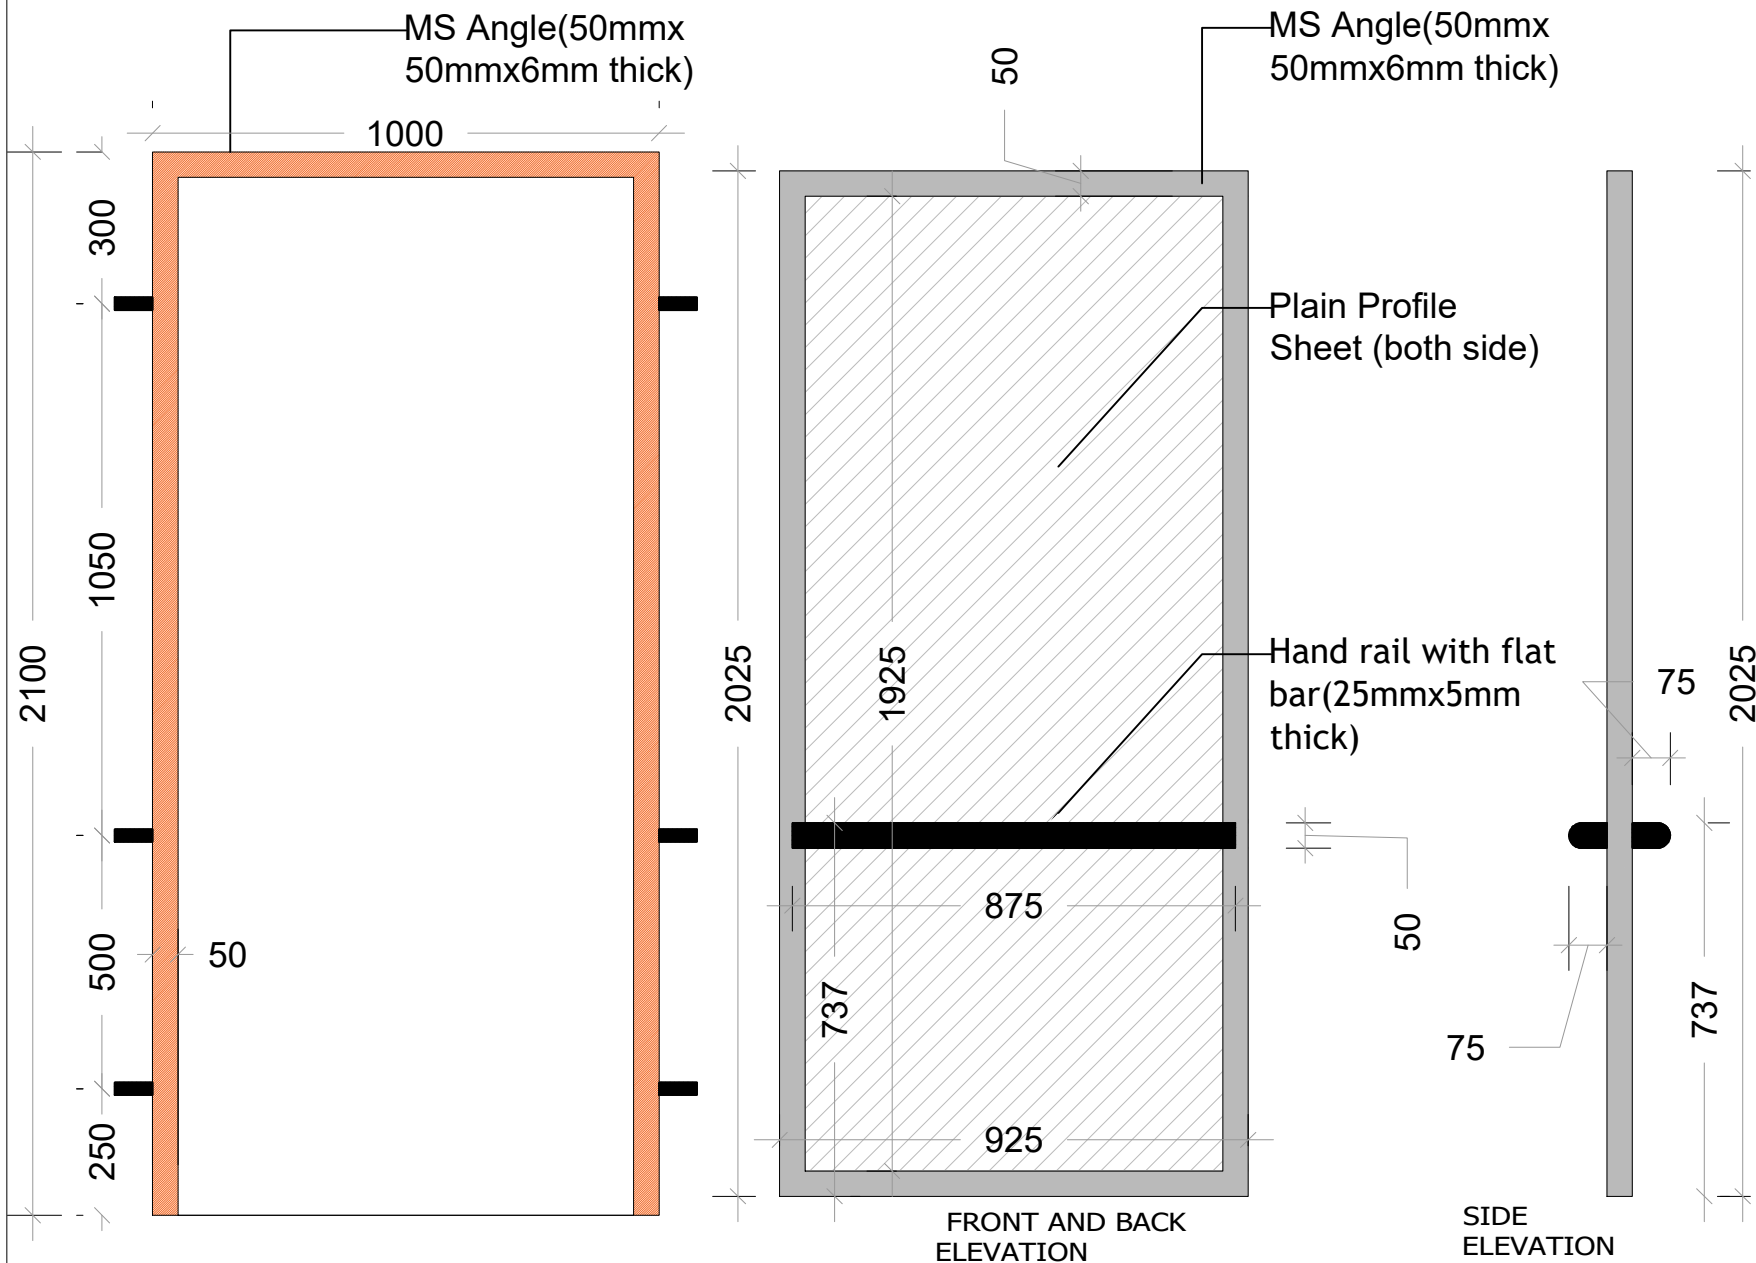 MS Angle(50mmx
50mmx6mm thick)
1000
300
1050
2100
500
50
250
MS Angle(50mmx
50mmx6mm thick)
50
Plain Profile
Sheet (both side)
2025
1925
Hand rail with flat
bar(25mmx5mm
thick)
875
50
737
925
FRONT AND BACK
ELEVATION
75
2025
75
737
SIDE
ELEVATION